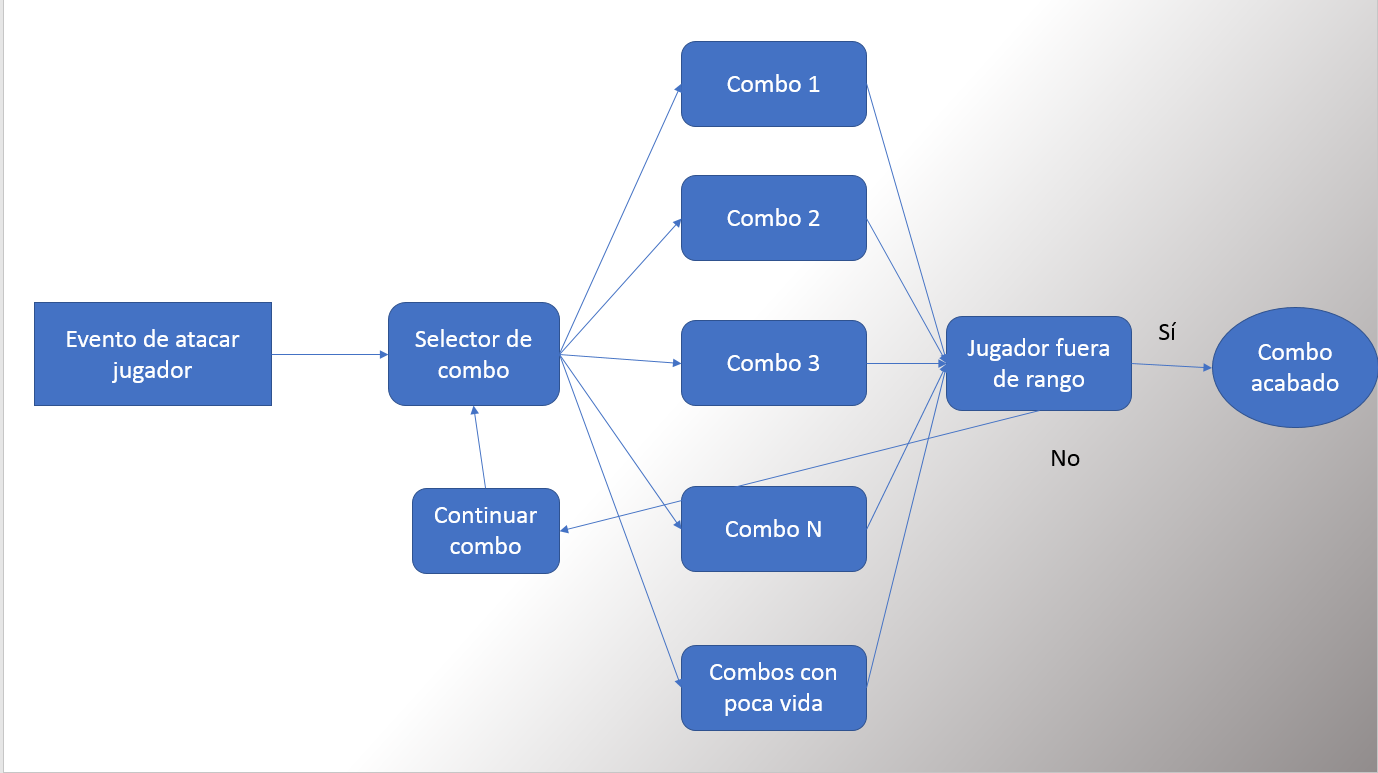 Evento de atacar
jugador
Selector de
combo
Continuar
combo
Combo 1
Combo 2
Combo 3
Combo N
Combos con
poca vida
Jugador fuera
de rango
Sí
No
Combo
acabado